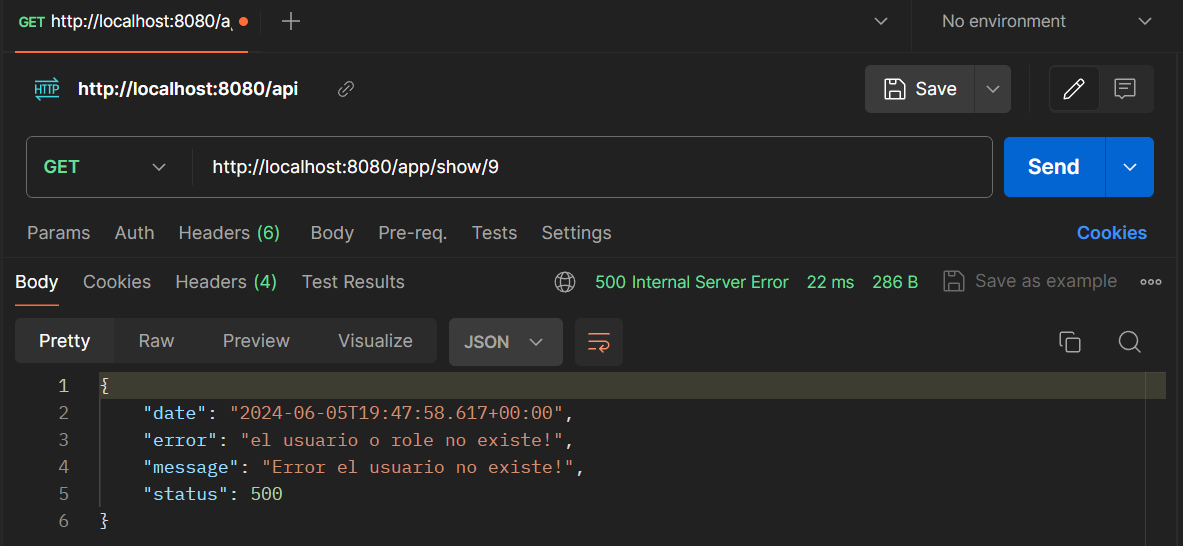 GET http://localhost:8080/a
No environment
HTTP http://localhost:8080/api
Save
GET http://localhost:8080/app/show/9
Send
Params Auth Headers (6) Body Pre-req. Tests Settings Cookies
Body Cookies Headers (4) Test Results 500 Internal Server Error 22 ms 286 B Save as example
Pretty Raw Preview Visualize JSON
1 {
2 "date": "2024-06-05T19:47:58.617+00:00",
3 "error": "el usuario o role no existe!",
4 "message": "Error el usuario no existe!",
5 "status": 500
6 }